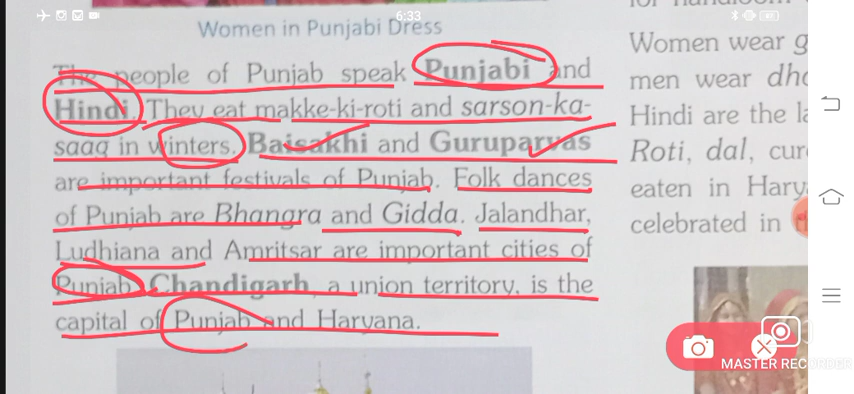 6:33
Women in Punjabi Dress
The people of Punjab speak Punjabi and
Hindi. They eat makke-ki-roti and sarson-ka-
saag in winters. Baisakhi and Guruparvas
are important festivals of Punjab. Folk dances
of Punjab are Bhangra and Gidda. Jalandhar,
Ludhiana and Amritsar are important cities of
Punjab. Chandigarh, a union territory, is the
capital of Punjab and Haryana.
Women wear
men wear
Hindi are the
Roti, dal,
eaten in
celebrated in
MASTER RECORDER